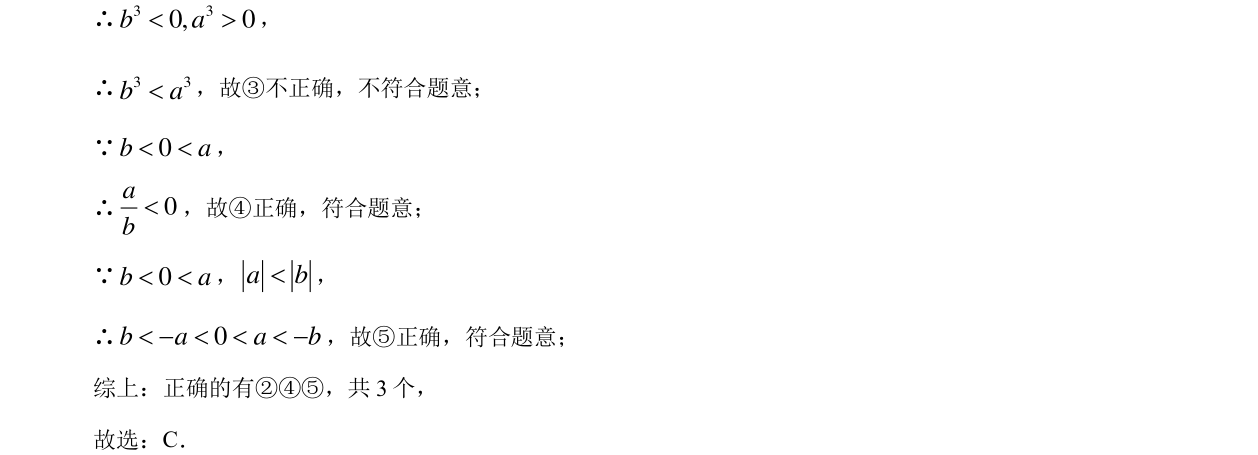 ∴b³<0,a³>0，
∴b³<a³，故③不正确，不符合题意；
∵b<0<a，
∴a/b<0，故④正确，符合题意；
∵b<0<a，|a|<|b|，
∴b<−a<0<a<−b，故⑤正确，符合题意；
综上：正确的有②④⑤，共 3 个，
故选：C．